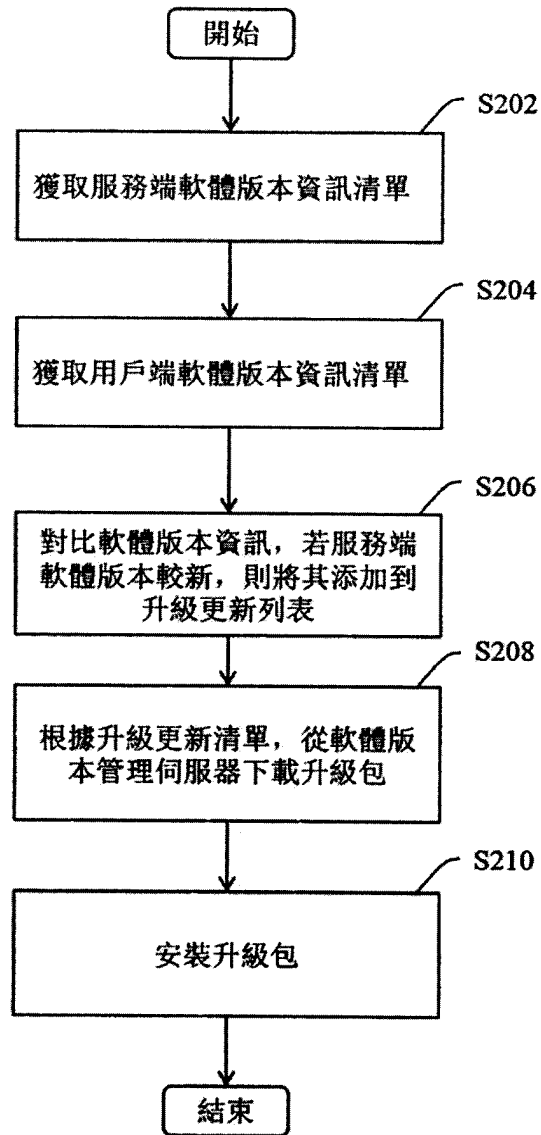 開始
S202
獲取服務端軟體版本資訊清單
S204
獲取用戶端軟體版本資訊清單
S206
對比軟體版本資訊，若服務端
軟體版本較新，則將其添加到
升級更新列表
S208
根據升級更新清單，從軟體版
本管理伺服器下載升級包
S210
安裝升級包
結束